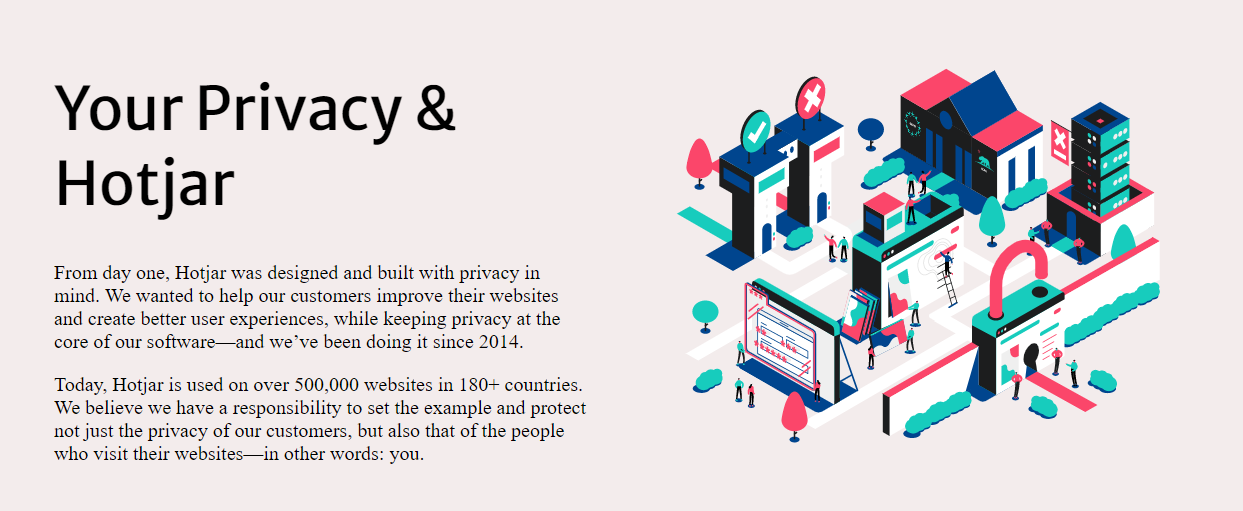 Your Privacy &
Hotjar
From day one, Hotjar was designed and built with privacy in
mind. We wanted to help our customers improve their websites
and create better user experiences, while keeping privacy at the
core of our software—and we’ve been doing it since 2014.
Today, Hotjar is used on over 500,000 websites in 180+ countries.
We believe we have a responsibility to set the example and protect
not just the privacy of our customers, but also that of the people
who visit their websites—in other words: you.